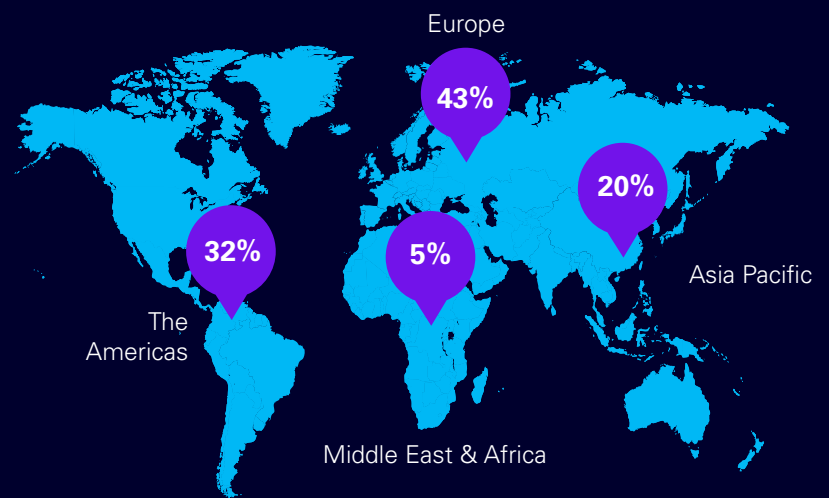 Europe
43%
20%
32%
5%
Asia Pacific
The
Americas
Middle East & Africa